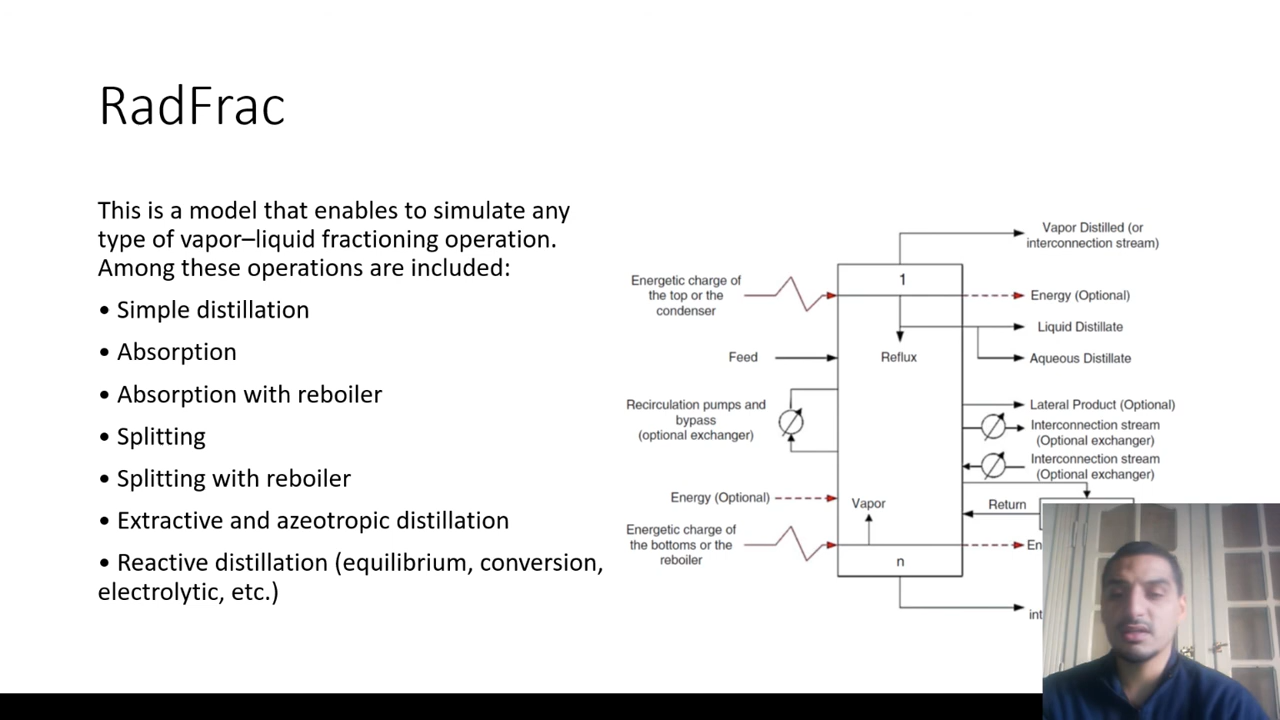 RadFrac
This is a model that enables to simulate any
type of vapor–liquid fractioning operation.
Among these operations are included:
• Simple distillation
• Absorption
• Absorption with reboiler
• Splitting
• Splitting with reboiler
• Extractive and azeotropic distillation
• Reactive distillation (equilibrium, conversion,
electrolytic, etc.)
Vapor Distilled (or
interconnection stream)
Energetic charge of
the top or the
condenser
1
Energy (Optional)
Liquid Distillate
Feed
Reflux
Aqueous Distillate
Recirculation pumps and
bypass
(optional exchanger)
Lateral Product (Optional)
Interconnection stream
(Optional exchanger)
Interconnection stream
(Optional exchanger)
Energy (Optional)
Vapor
Return
Energetic charge of
the bottoms or the
reboiler
n